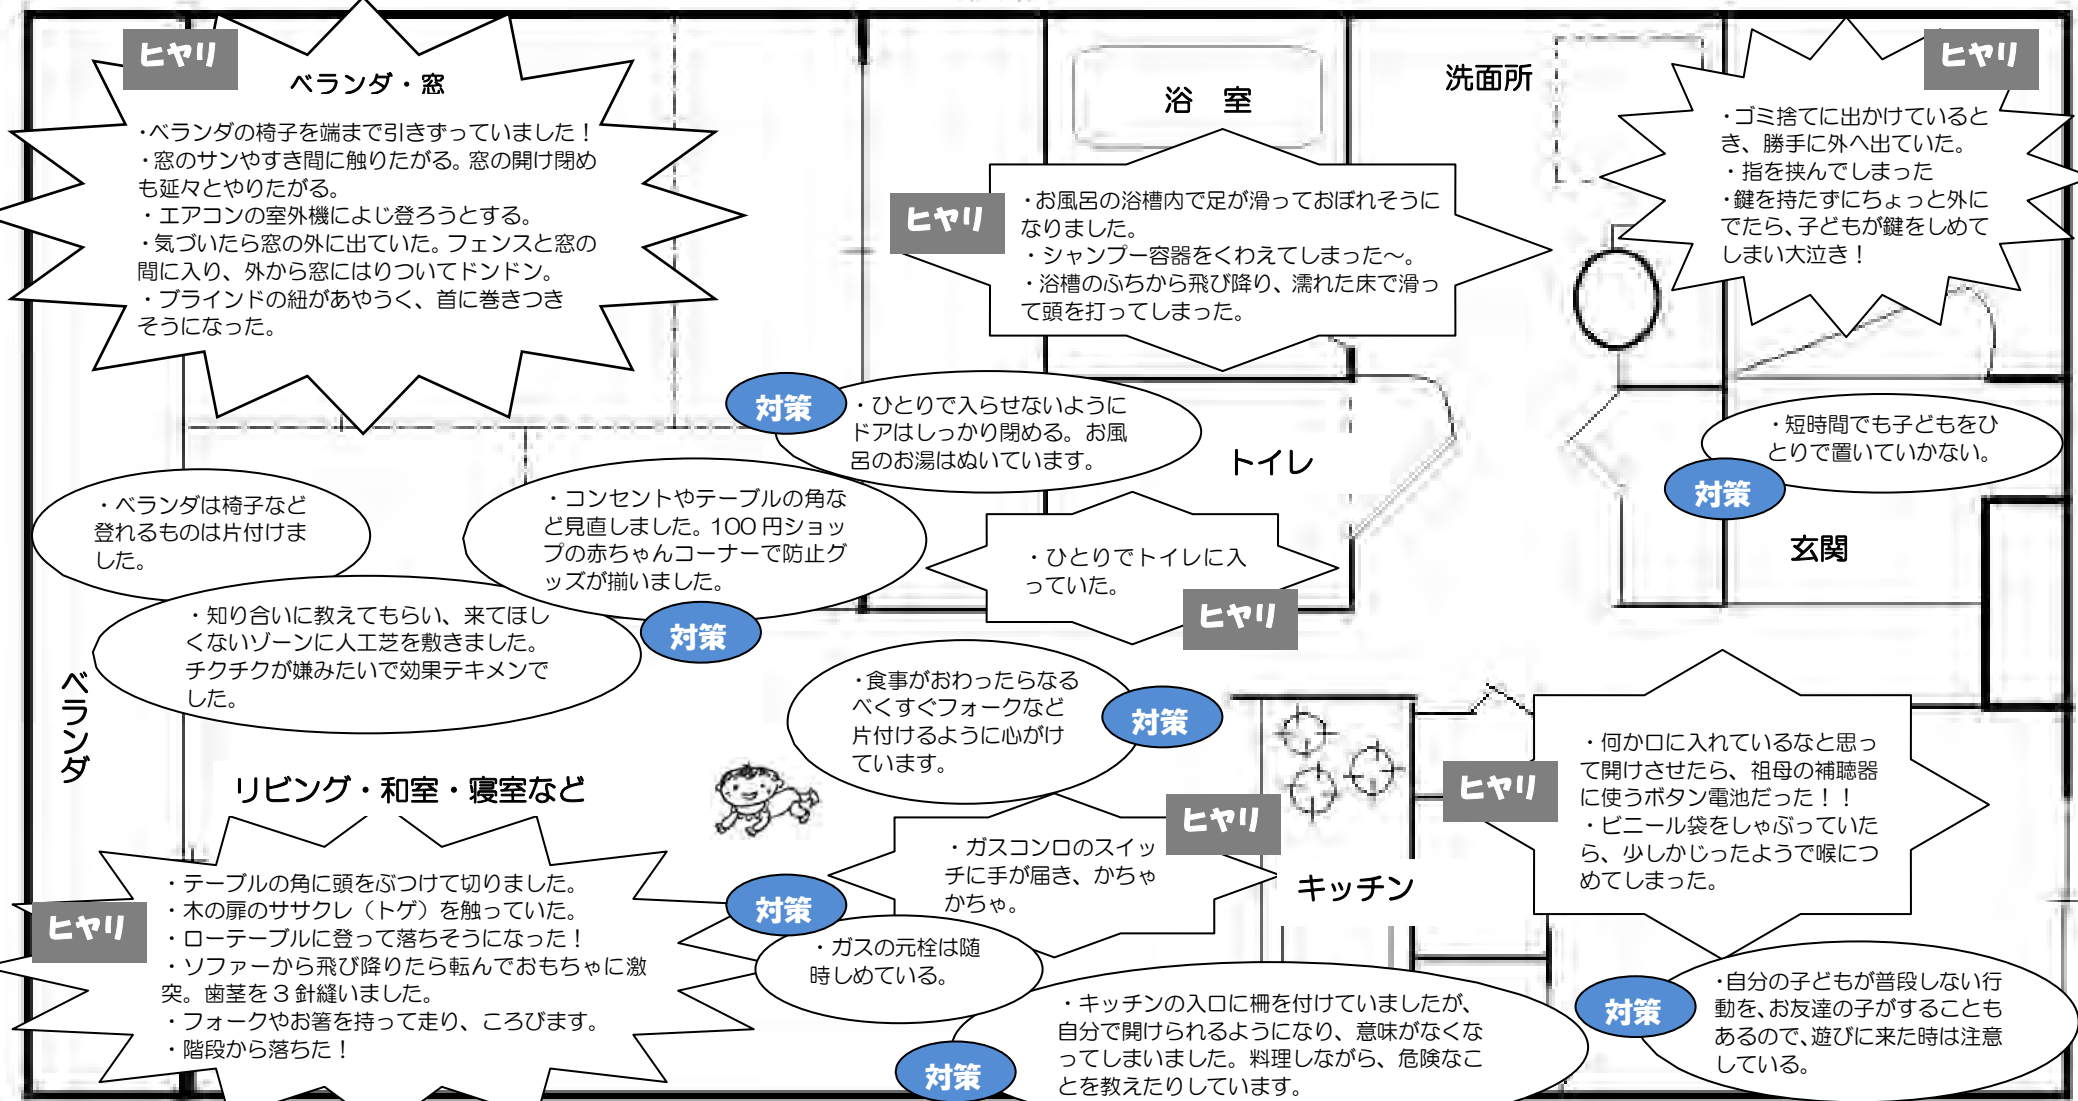 ヒヤリ
ベランダ・窓
・ベランダの椅子を端まで引きずっていました！
・窓のサンやすき間に触りたがる。窓の開け閉め
も延々とやりたがる。
・エアコンの室外機によじ登ろうとする。
・気づいたら窓の外に出ていた。フェンスと窓の
間に入り、外から窓にはりついてドンドン。
・ブラインドの紐があやうく、首に巻きつき
そうになった。
浴　室
ヒヤリ
・お風呂の浴槽内で足が滑っておぼれそうに
なりました。
・シャンプー容器をくわえてしまった～。
・浴槽のふちから飛び降り、濡れた床で滑っ
て頭を打ってしまった。
洗面所
ヒヤリ
・ゴミ捨てに出かけていると
き、勝手に外へ出ていた。
・指を挟んでしまった
・鍵を持たずにちょっと外に
でたら、子どもが鍵をしめて
しまい大泣き！
対策
・ひとりで入らせないように
ドアはしっかり閉める。お風
呂のお湯はぬいています。
トイレ
・短時間でも子どもをひ
とりで置いていかない。
対策
玄関
・ベランダは椅子など
登れるものは片付けま
した。
・コンセントやテーブルの角な
ど見直しました。100 円ショッ
プの赤ちゃんコーナーで防止グ
ッズが揃いました。
・ひとりでトイレに入
っていた。
ヒヤリ
・知り合いに教えてもらい、来てほし
くないゾーンに人工芝を敷きました。
チクチクが嫌みたいで効果テキメンで
した。
対策
ベランダ
・食事がおわったらなる
べくすぐフォークなど
片付けるように心がけ
ています。
対策
リビング・和室・寝室など
ヒヤリ
・テーブルの角に頭をぶつけて切りました。
・木の扉のササクレ（トゲ）を触っていた。
・ローテーブルに登って落ちそうになった！
・ソファーから飛び降りたら転んでおもちゃに激
突。歯茎を 3 針縫いました。
・フォークやお箸を持って走り、ころびます。
・階段から落ちた！
ヒヤリ
・ガスコンロのスイッ
チに手が届き、かちゃ
かちゃ。
対策
・ガスの元栓は随
時しめている。
キッチン
ヒヤリ
・何か口に入れているなと思っ
て開けさせたら、祖母の補聴器
に使うボタン電池だった！！
・ビニール袋をしゃぶっていた
ら、少しかじったようで喉につ
めてしまった。
・キッチンの入口に柵を付けていましたが、
自分で開けられるようになり、意味がなくな
ってしまいました。料理しながら、危険なこ
とを教えたりしています。
対策
対策
・自分の子どもが普段しない行
動を、お友達の子がすることも
あるので、遊びに来た時は注意
している。